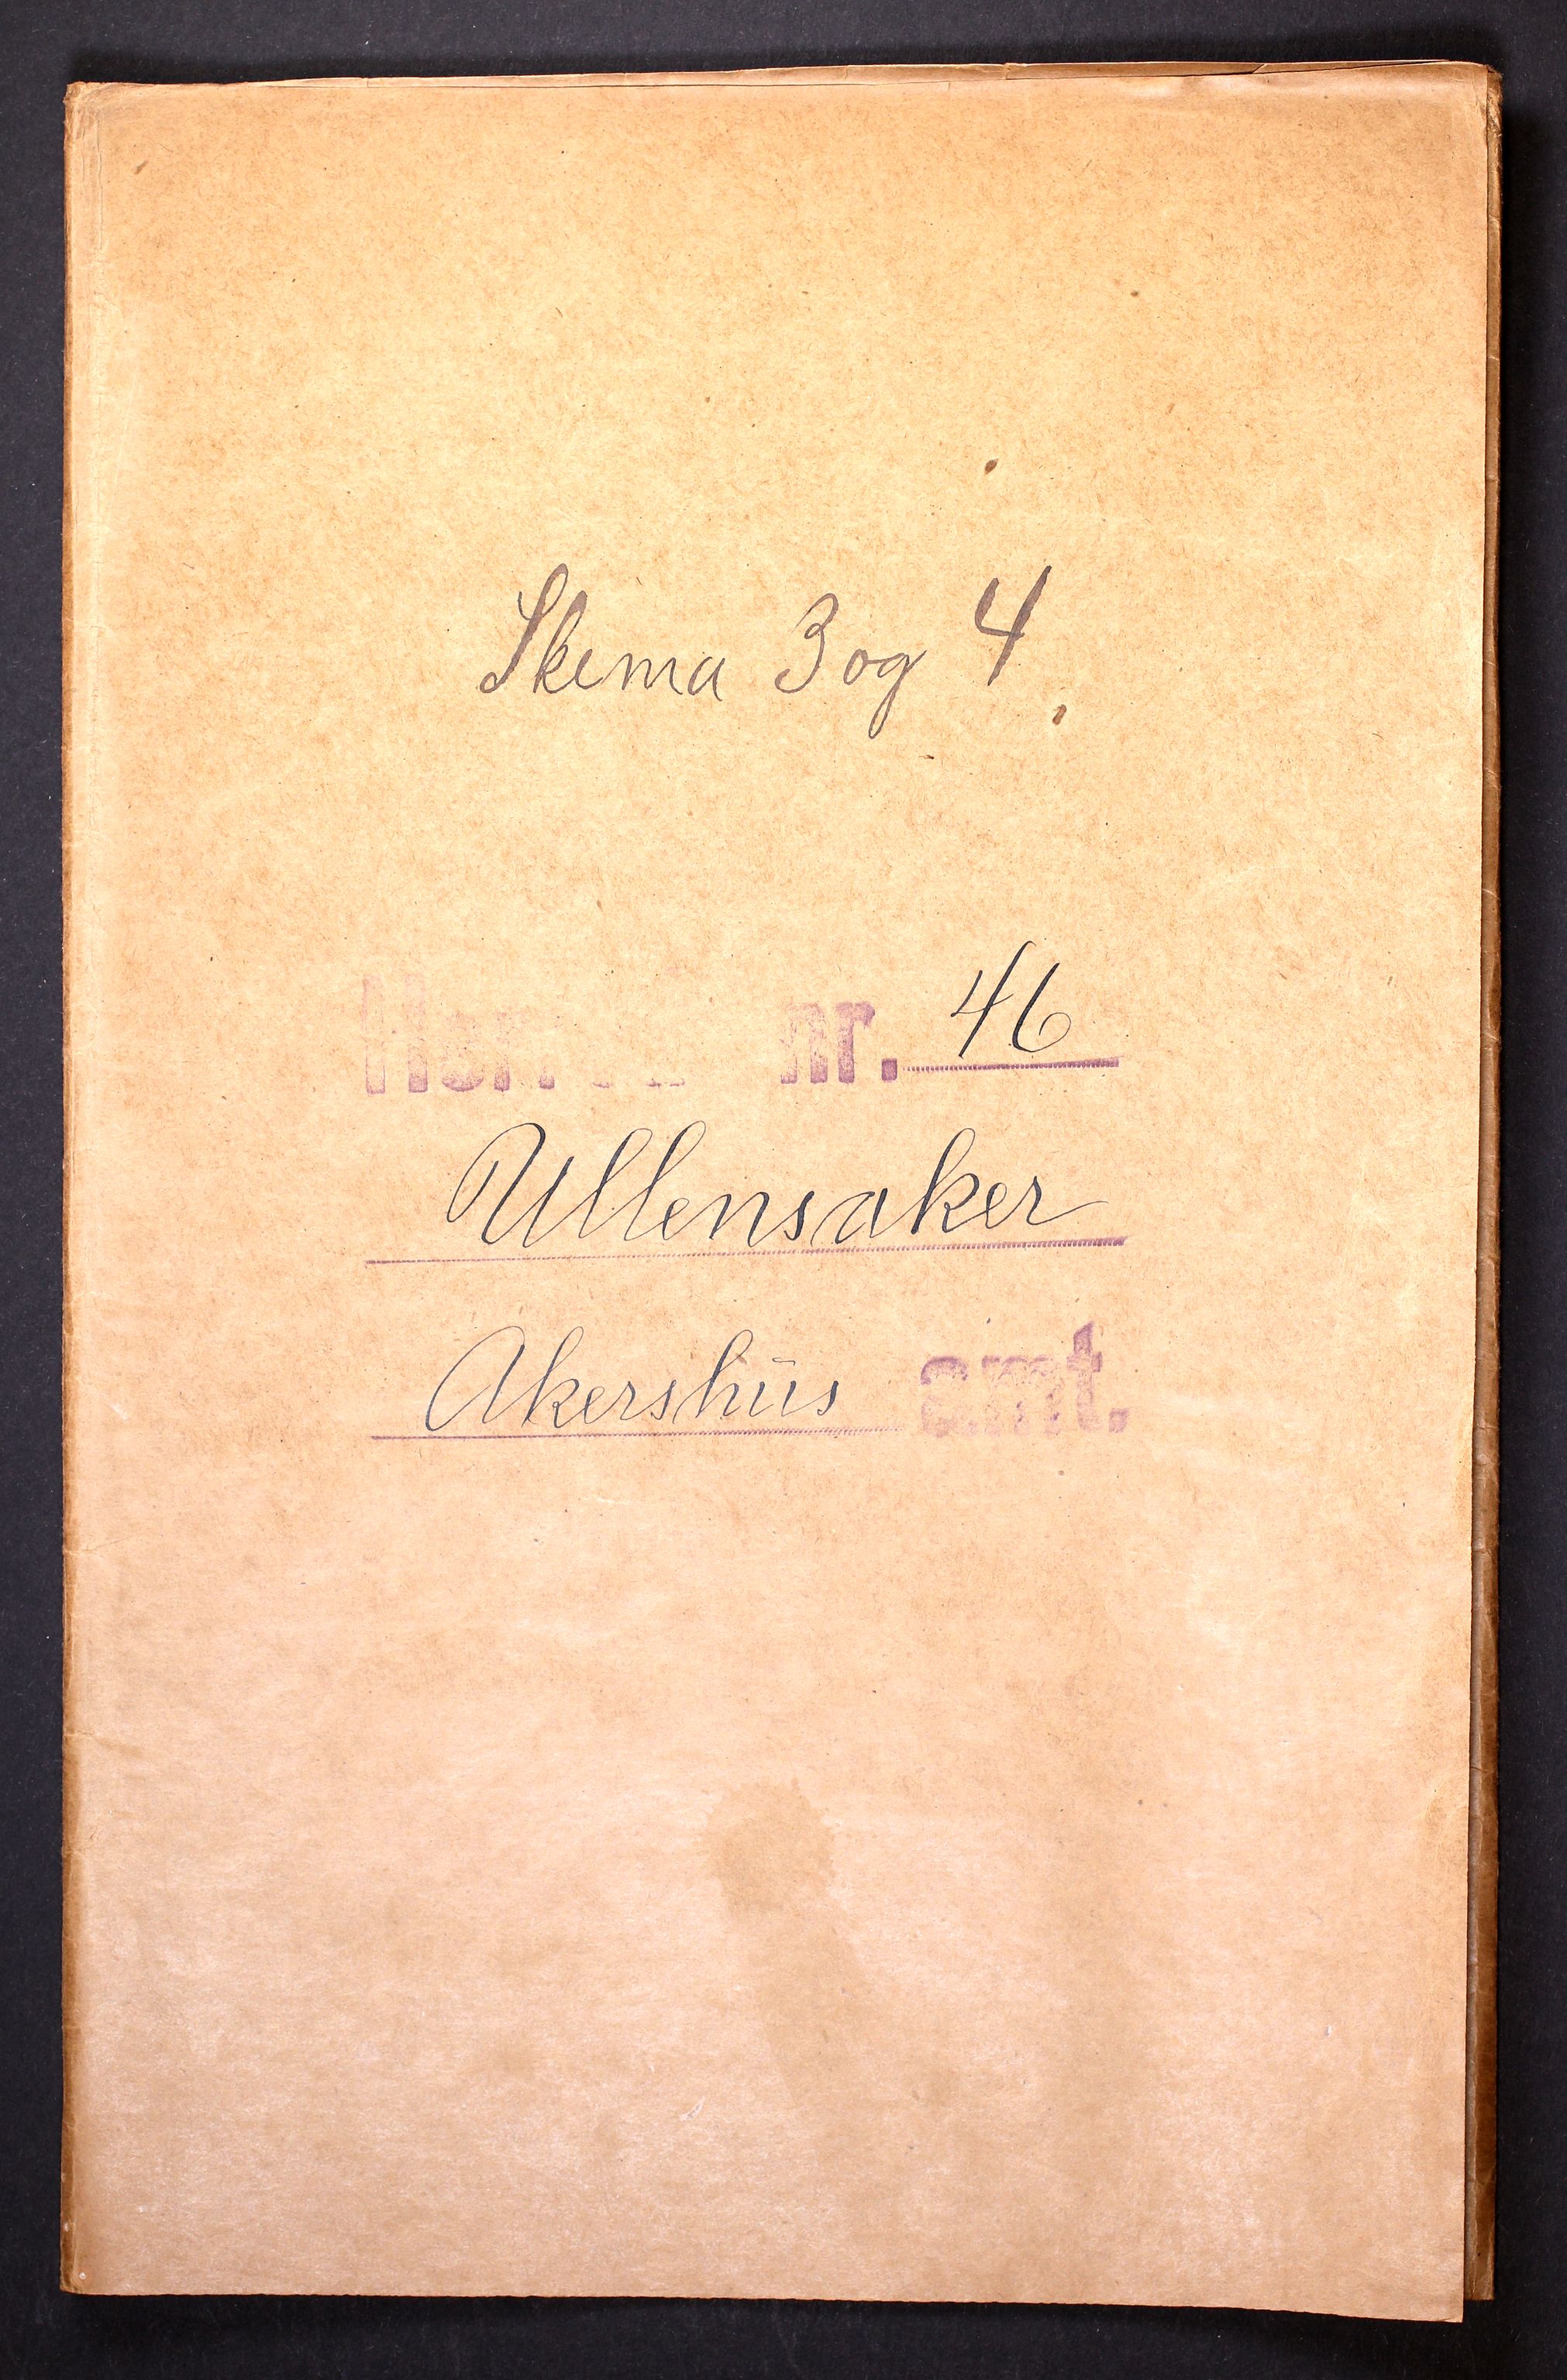 Skema 3 og 4
nr. 46
Ullensaker
Akershus amt.